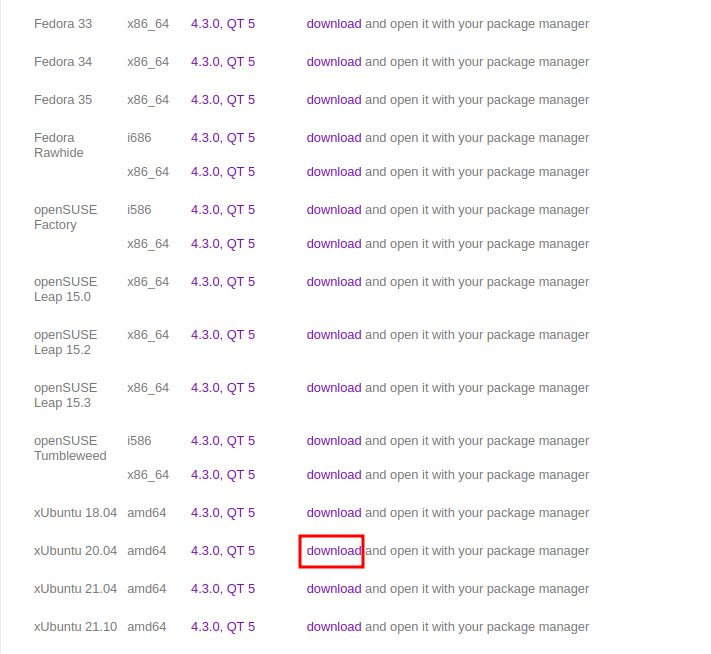 Fedora 33 x86_64 4.3.0, QT 5 download and open it with your package manager
Fedora 34 x86_64 4.3.0, QT 5 download and open it with your package manager
Fedora 35 x86_64 4.3.0, QT 5 download and open it with your package manager
Fedora i686 4.3.0, QT 5 download and open it with your package manager
Rawhide
x86_64 4.3.0, QT 5 download and open it with your package manager
openSUSE i586 4.3.0, QT 5 download and open it with your package manager
Factory
x86_64 4.3.0, QT 5 download and open it with your package manager
openSUSE x86_64 4.3.0, QT 5 download and open it with your package manager
Leap 15.0
openSUSE x86_64 4.3.0, QT 5 download and open it with your package manager
Leap 15.2
openSUSE x86_64 4.3.0, QT 5 download and open it with your package manager
Leap 15.3
openSUSE i586 4.3.0, QT 5 download and open it with your package manager
Tumbleweed
x86_64 4.3.0, QT 5 download and open it with your package manager
xUbuntu 18.04 amd64 4.3.0, QT 5 download and open it with your package manager
xUbuntu 20.04 amd64 4.3.0, QT 5 download and open it with your package manager
xUbuntu 21.04 amd64 4.3.0, QT 5 download and open it with your package manager
xUbuntu 21.10 amd64 4.3.0, QT 5 download and open it with your package manager